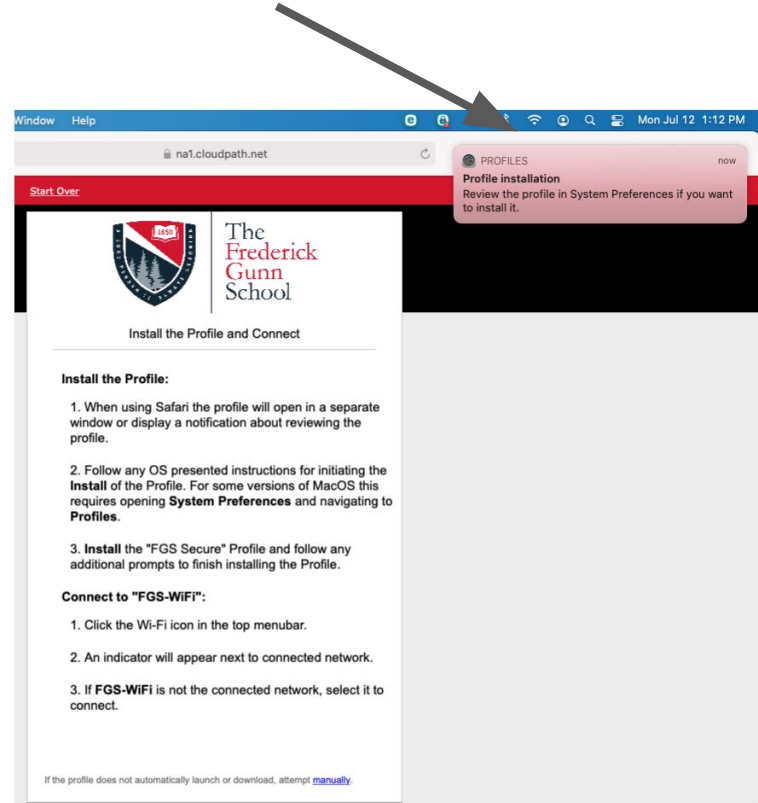 Window Help
Mon Jul 12 1:12 PM
na1.cloudpath.net
PROFILES now
Profile installation
Review the profile in System Preferences if you want
to install it.
Start Over
1850
The
Frederick
Gunn
School
Install the Profile and Connect
Install the Profile:
1. When using Safari the profile will open in a separate
window or display a notification about reviewing the
profile.
2. Follow any OS presented instructions for initiating the
Install of the Profile. For some versions of MacOS this
requires opening System Preferences and navigating to
Profiles.
3. Install the "FGS Secure" Profile and follow any
additional prompts to finish installing the Profile.
Connect to "FGS-WiFi":
1. Click the Wi-Fi icon in the top menubar.
2. An indicator will appear next to connected network.
3. If FGS-WiFi is not the connected network, select it to
connect.
If the profile does not automatically launch or download, attempt manually.